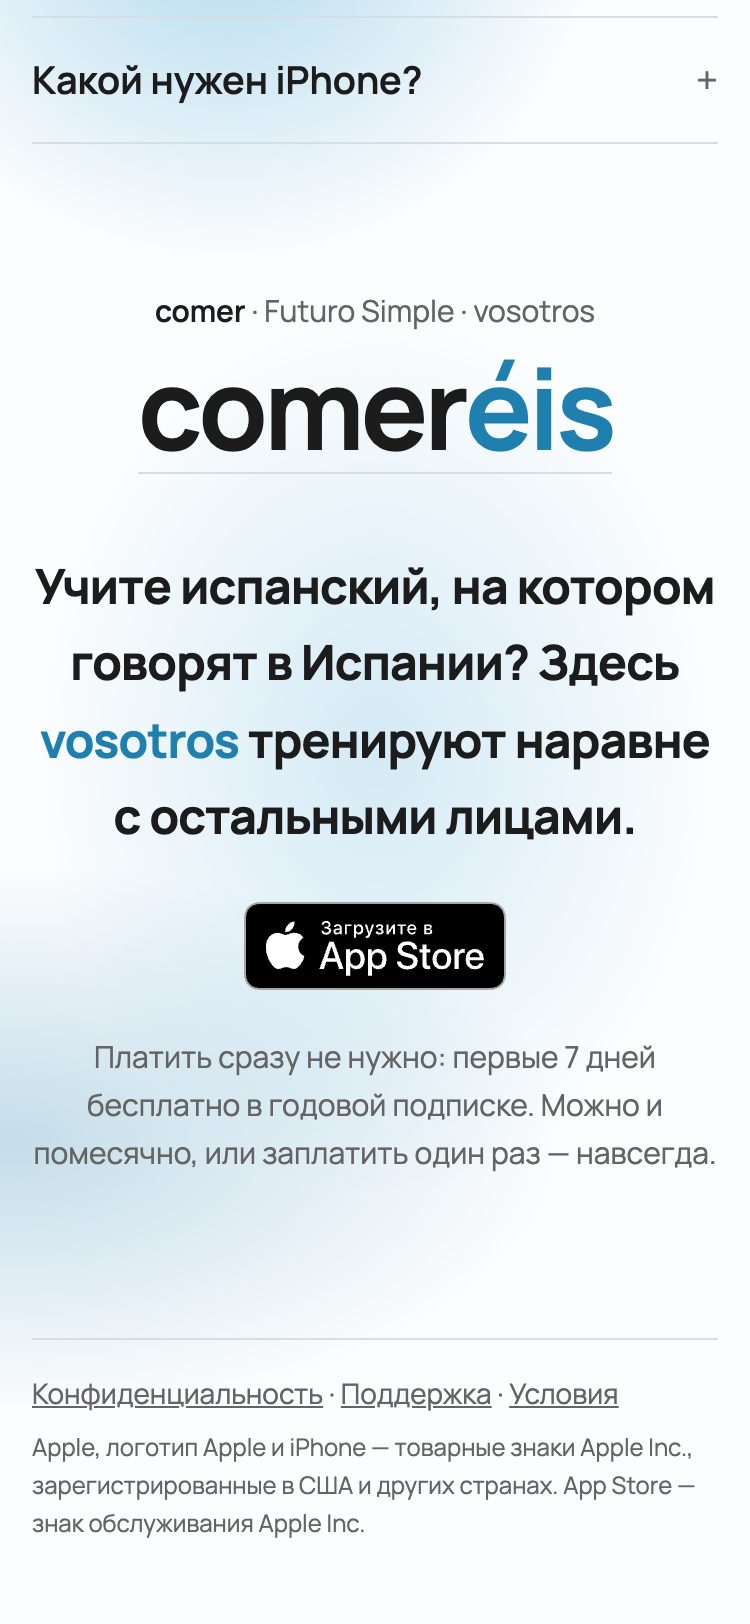 Какой нужен iPhone?
+
comer · Futuro Simple · vosotros
comeréis
Учите испанский, на котором
говорят в Испании? Здесь
vosotros тренируют наравне
с остальными лицами.
Загрузите в
App Store
Платить сразу не нужно: первые 7 дней
бесплатно в годовой подписке. Можно и
помесячно, или заплатить один раз — навсегда.
Конфиденциальность · Поддержка · Условия
Apple, логотип Apple и iPhone — товарные знаки Apple Inc.,
зарегистрированные в США и других странах. App Store —
знак обслуживания Apple Inc.